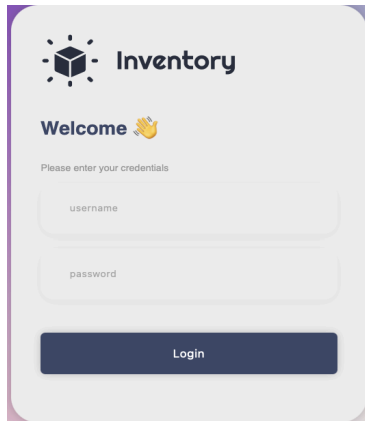 Inventory
Welcome 👋
Please enter your credentials
username
password
Login